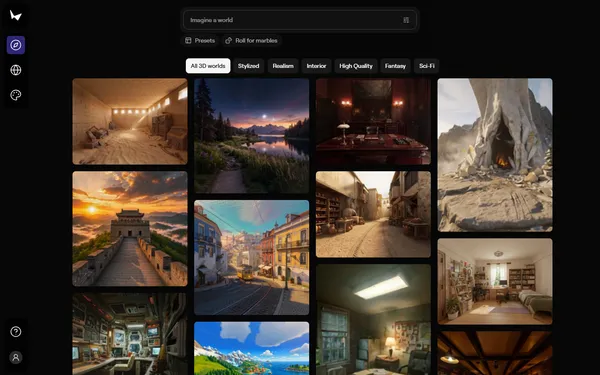 Imagine a world
Presets
Roll for marbles
All 3D worlds
Stylized
Realism
Interior
High Quality
Fantasy
Sci-Fi